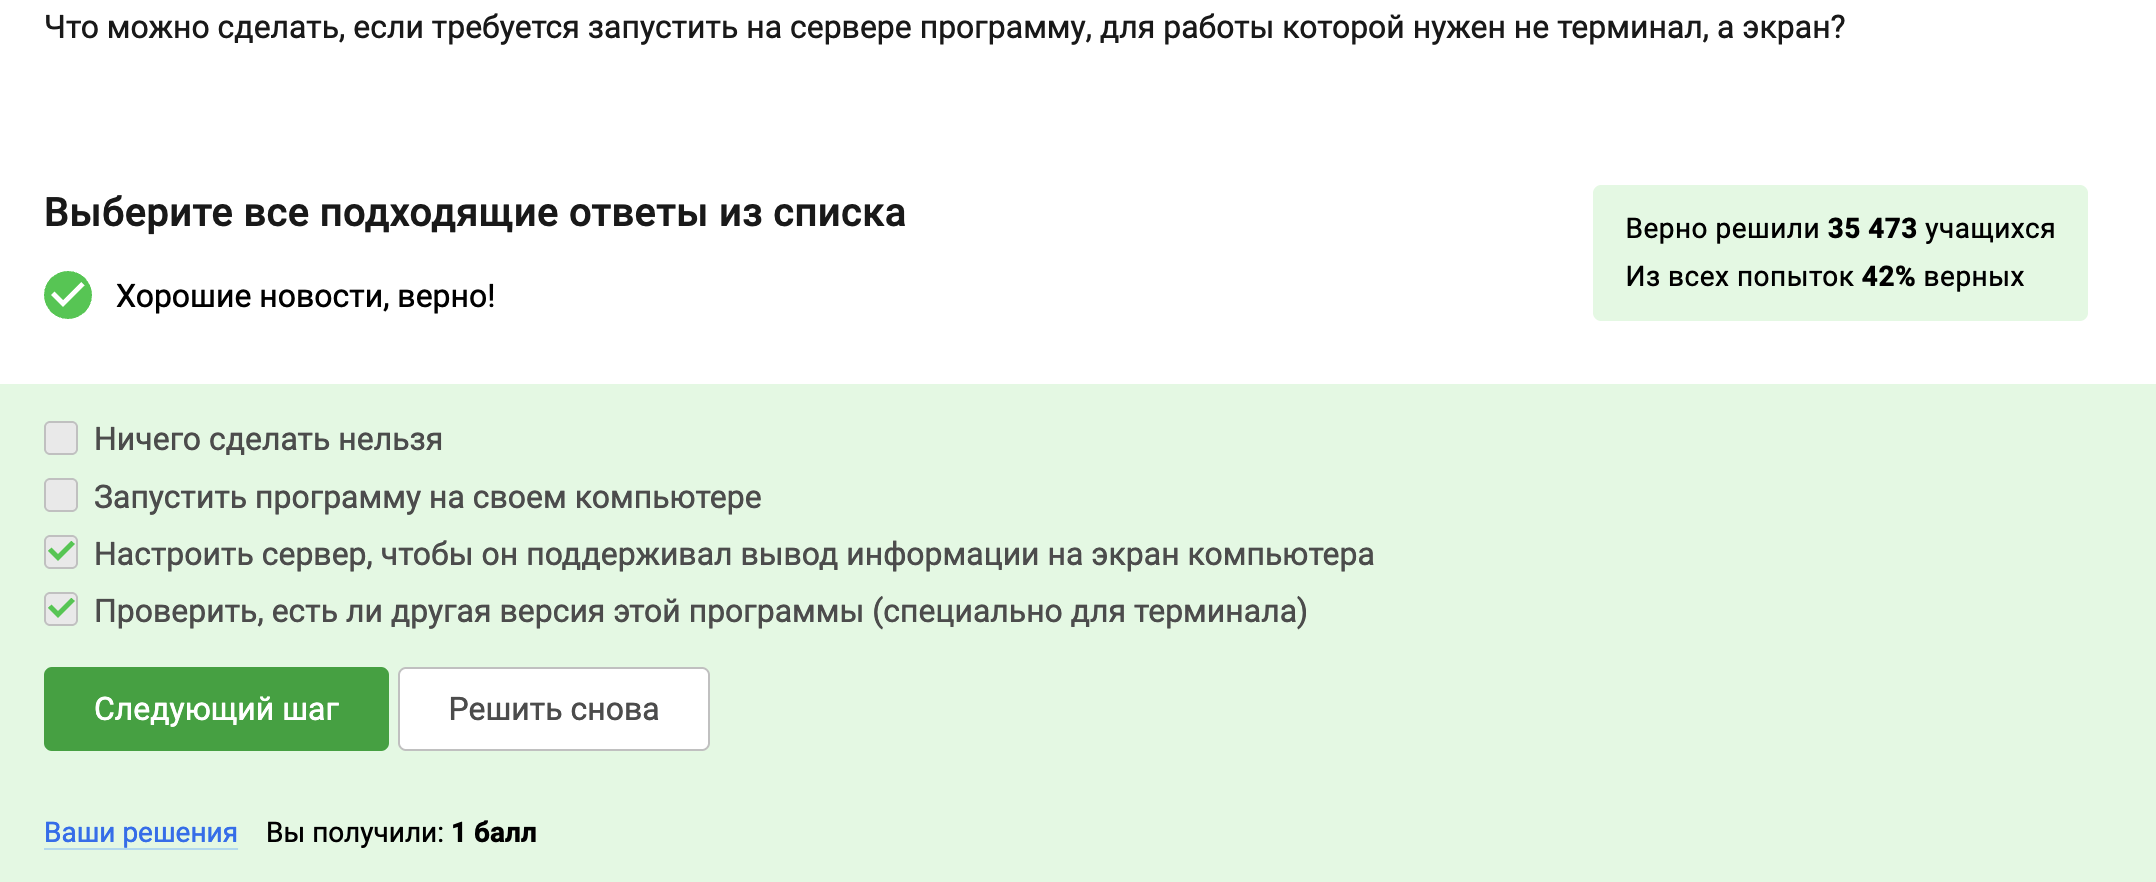 Что можно сделать, если требуется запустить на сервере программу, для работы которой нужен не терминал, а экран?
Выберите все подходящие ответы из списка
Хорошие новости, верно!
Верно решили 35 473 учащихся
Из всех попыток 42% верных
Ничего сделать нельзя
Запустить программу на своем компьютере
Настроить сервер, чтобы он поддерживал вывод информации на экран компьютера
Проверить, есть ли другая версия этой программы (специально для терминала)
Следующий шаг
Решить снова
Ваши решения Вы получили: 1 балл